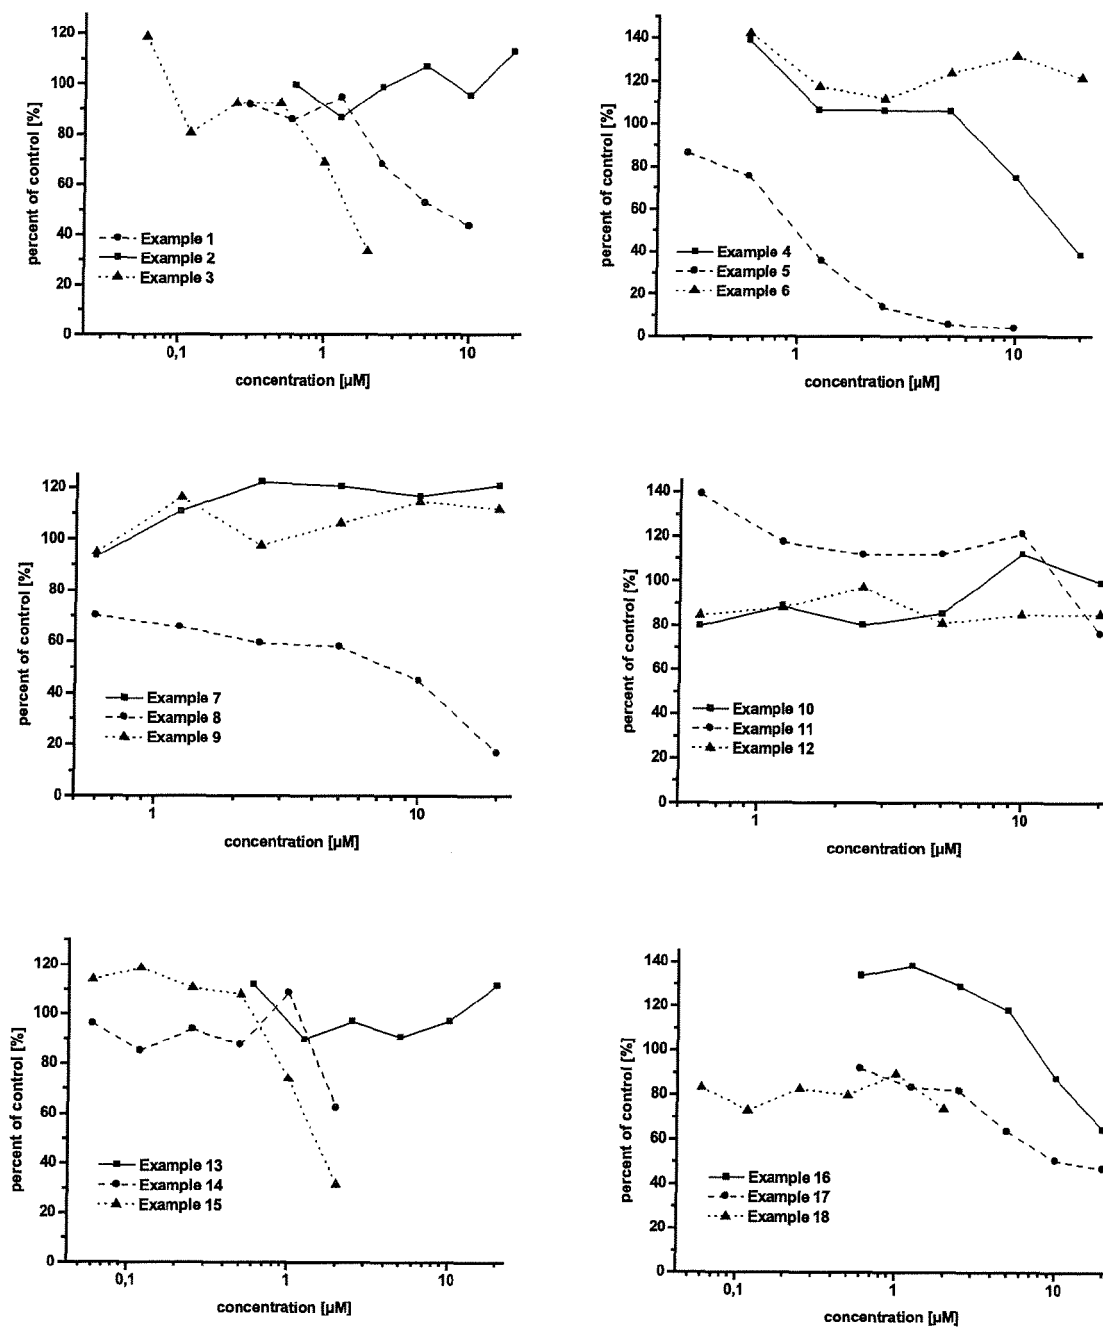 percent of control [%]
120
100
80
60
40
20
0
Example 1
Example 2
Example 3
0,1
1
10
concentration [µM]
percent of control [%]
140
120
100
80
60
40
20
0
Example 4
Example 5
Example 6
1
10
concentration [µM]
percent of control [%]
120
100
80
60
40
20
0
Example 7
Example 8
Example 9
1
10
concentration [µM]
percent of control [%]
140
120
100
80
60
40
20
0
Example 10
Example 11
Example 12
1
10
concentration [µM]
percent of control [%]
120
100
80
60
40
20
0
Example 13
Example 14
Example 15
0,1
1
10
concentration [µM]
percent of control [%]
140
120
100
80
60
40
20
0
Example 16
Example 17
Example 18
0,1
1
10
concentration [µM]